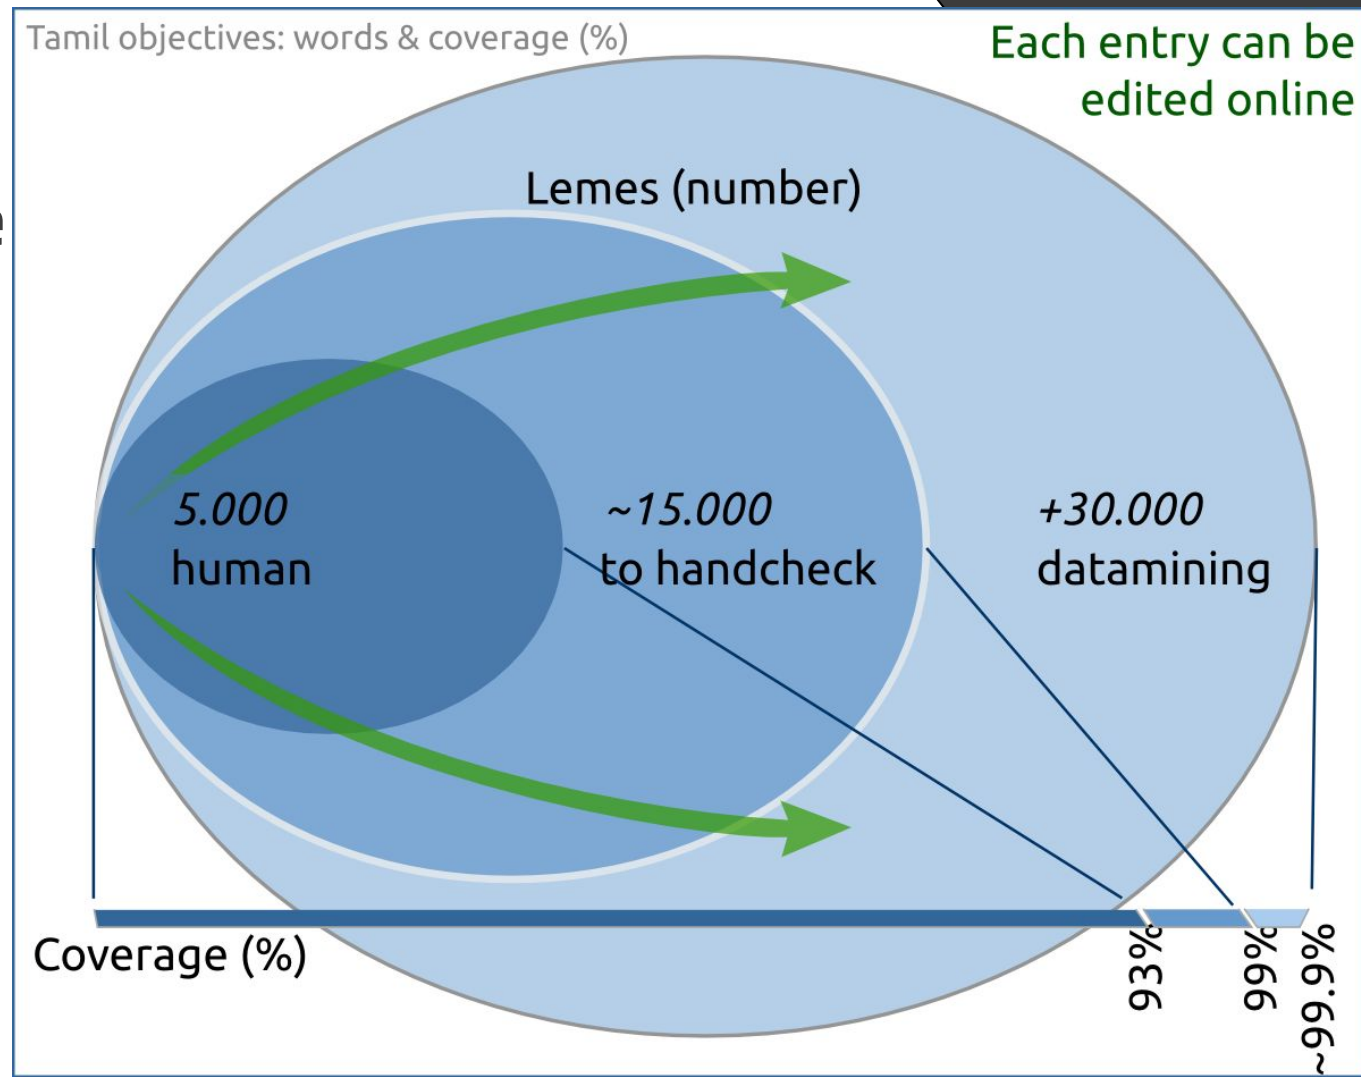 Tamil objectives: words & coverage (%)
Each entry can be
edited online
Lemes (number)
5.000
human
~15.000
to handcheck
+30.000
datamining
Coverage (%)
93%
99%
~99.9%